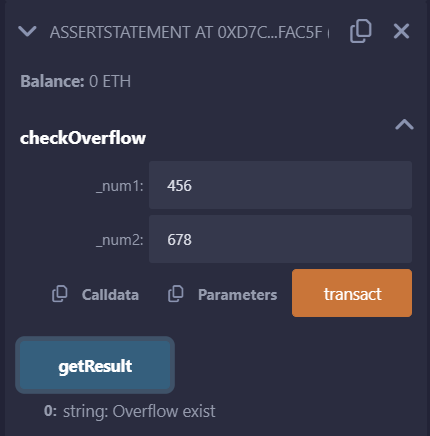 ASSERTSTATEMENT AT 0XD7C...FAC5F (
Balance: 0 ETH
checkOverflow
_num1: 456
_num2: 678
Calldata Parameters transact
getResult
0: string: Overflow exist